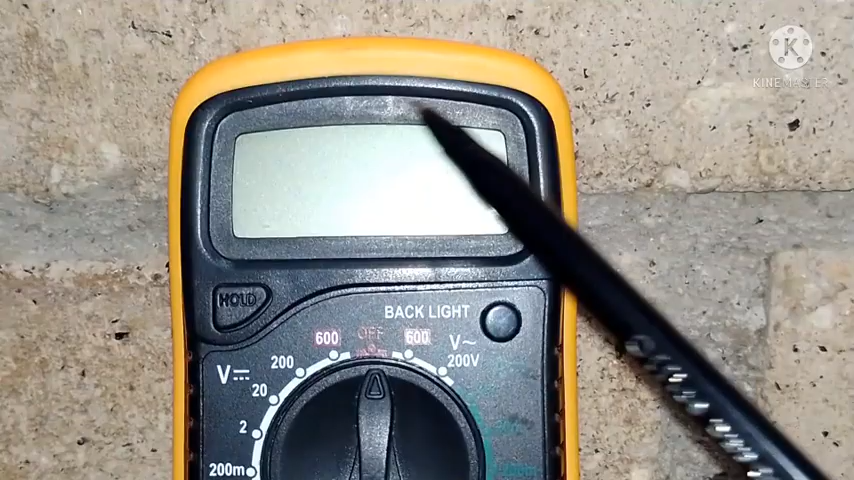 K
KINEMASTER
HOLD
BACK LIGHT
600 OFF 600 V~
V⎓ 200 200V
20
2
200m